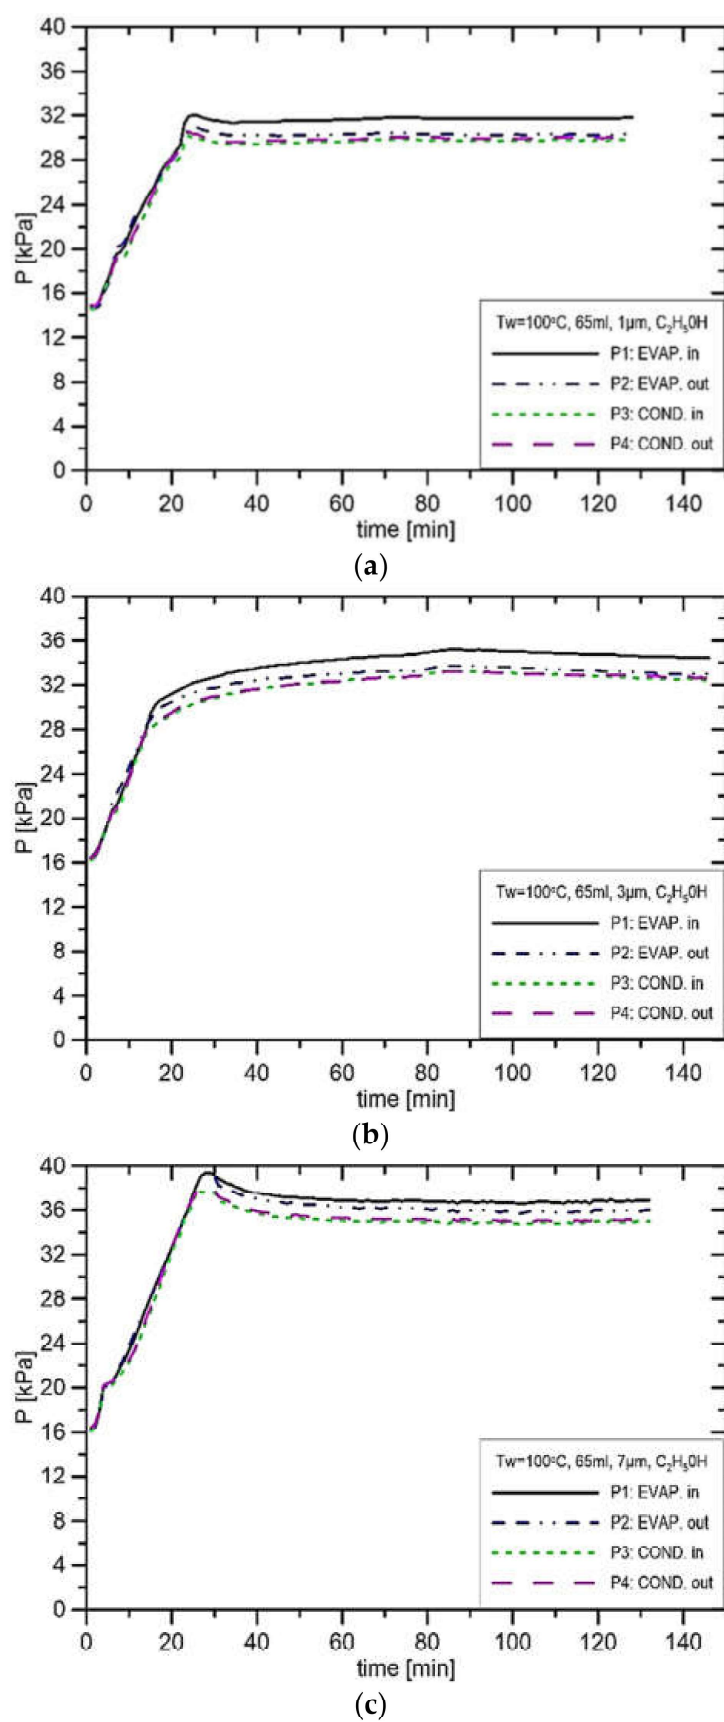 40
36
32
28
24
20
16
12
8
4
0
P [kPa]
Tw=100°C, 65ml, 1µm, C₂H₅0H
P1: EVAP. in
P2: EVAP. out
P3: COND. in
P4: COND. out
0 20 40 60 80 100 120 140
time [min]
(a)
40
36
32
28
24
20
16
12
8
4
0
P [kPa]
Tw=100°C, 65ml, 3µm, C₂H₅0H
P1: EVAP. in
P2: EVAP. out
P3: COND. in
P4: COND. out
0 20 40 60 80 100 120 140
time [min]
(b)
40
36
32
28
24
20
16
12
8
4
0
P [kPa]
Tw=100°C, 65ml, 7µm, C₂H₅0H
P1: EVAP. in
P2: EVAP. out
P3: COND. in
P4: COND. out
0 20 40 60 80 100 120 140
time [min]
(c)